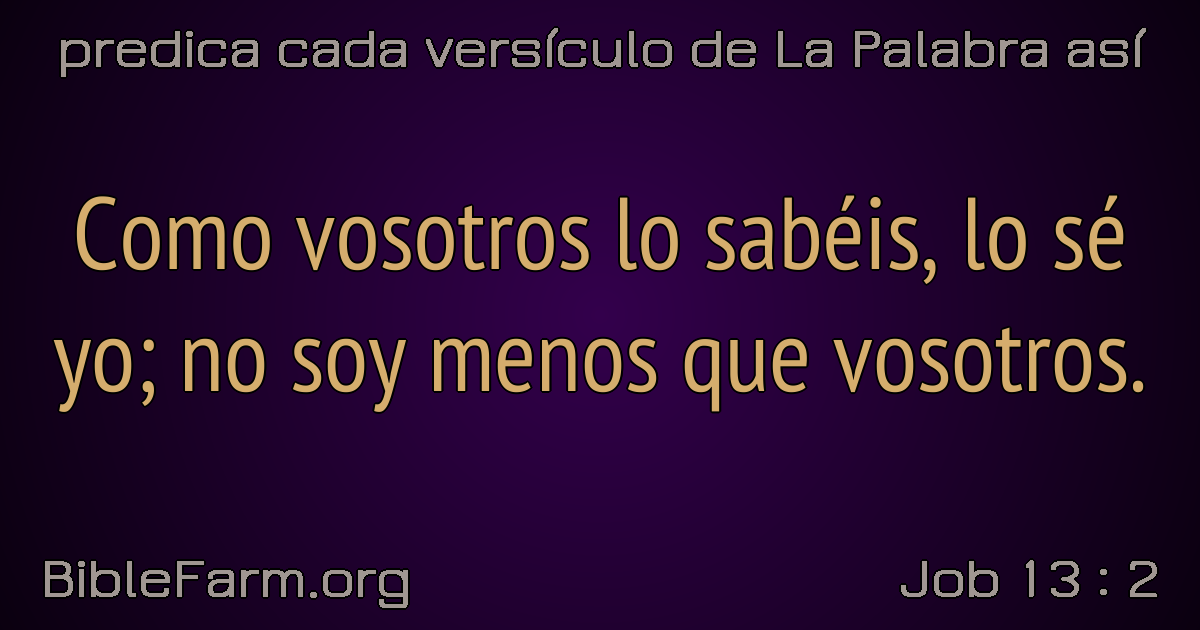 predica cada versículo de La Palabra así
Como vosotros lo sabéis, lo sé
yo; no soy menos que vosotros.
BibleFarm.org
Job 13 : 2